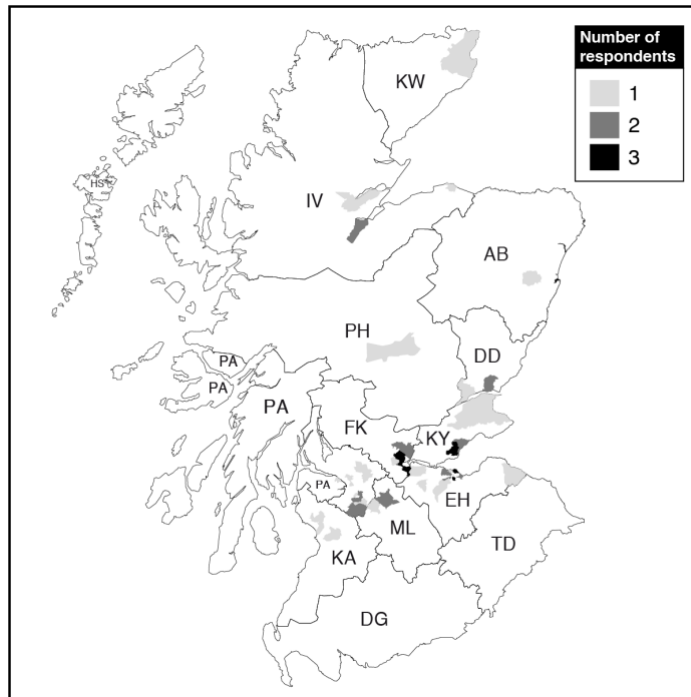 Number of
respondents
1
2
3
KW
HS
IV
AB
PH
DD
PA
PA
PA
FK
KY
PA
EH
ML
TD
KA
DG